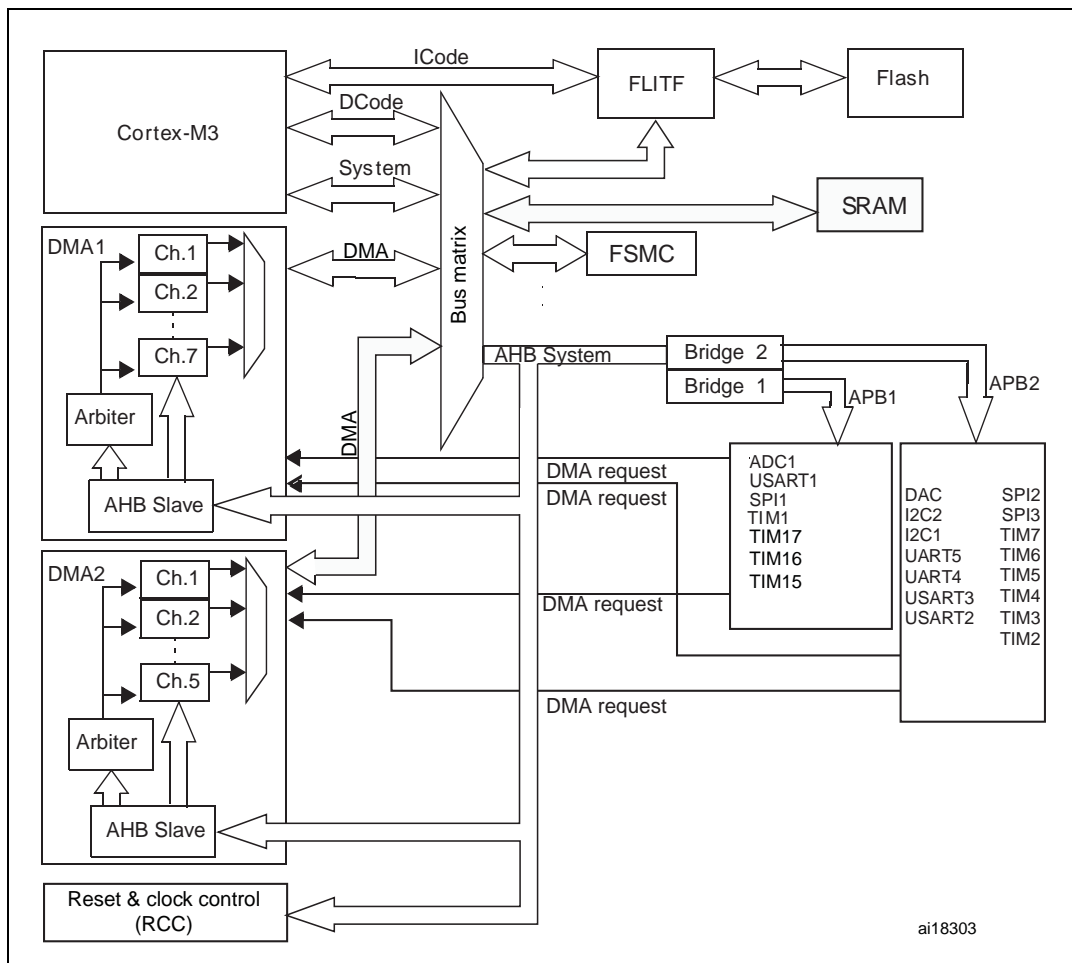 ICode
FLITF
Flash
DCode
Cortex-M3
System
SRAM
DMA1
Ch.1
DMA
FSMC
Ch.2
Bus matrix
Ch.7
AHB System
Bridge 2
Bridge 1
APB1
APB2
Arbiter
DMA
AHB Slave
DMA request
DMA request
ADC1
USART1
SPI1
TIM1
TIM17
TIM16
TIM15
DAC
I2C2
I2C1
UART5
UART4
USART3
USART2
SPI2
SPI3
TIM7
TIM6
TIM5
TIM4
TIM3
TIM2
DMA2
Ch.1
Ch.2
Ch.5
DMA request
DMA request
Arbiter
AHB Slave
Reset & clock control
(RCC)
ai18303